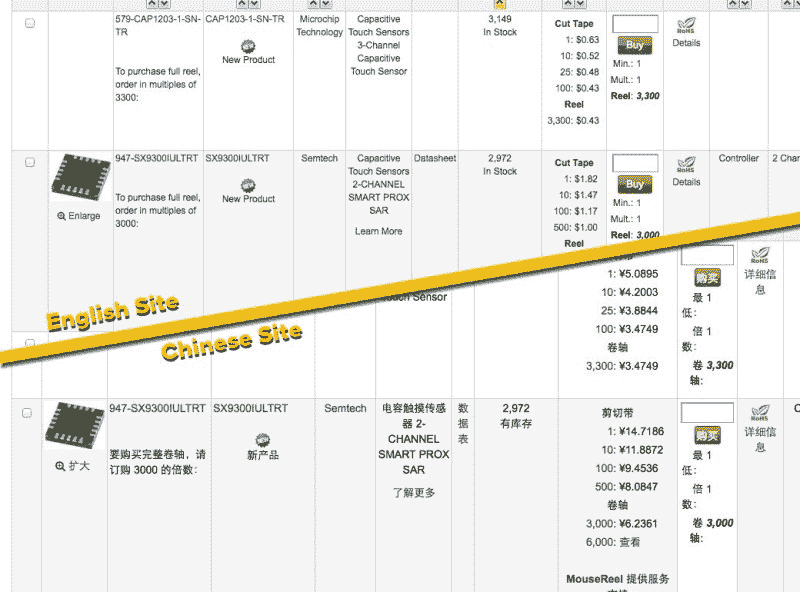 579-CAP1203-1-SN-TR
To purchase full reel,
order in multiples of
3300:
CAP1203-1-SN-TR
New Product
Microchip
Technology
Capacitive
Touch Sensors
3-Channel
Capacitive
Touch Sensor
3,149
In Stock
Cut Tape
1: $0.63
10: $0.52
25: $0.48
100: $0.43
Reel
3,300: $0.43
Buy
Min.: 1
Mult.: 1
Reel: 3,300
RoHS
Details
Enlarge
947-SX9300IULTRT
To purchase full reel,
order in multiples of
3000:
SX9300IULTRT
New Product
Semtech
Capacitive
Touch Sensors
2-CHANNEL
SMART PROX
SAR
Learn More
Datasheet
2,972
In Stock
Cut Tape
1: $1.82
10: $1.47
100: $1.17
500: $1.00
Reel
Buy
Min.: 1
Mult.: 1
Reel: 3,000
RoHS
Details
Controller
2 Chan
English Site
Chinese Site
Touch Sensor
1: ¥5.0895
10: ¥4.2003
25: ¥3.8844
100: ¥3.4749
卷轴
3,300: ¥3.4749
购买
最 1
低:
倍 1
数:
卷 3,300
轴:
RoHS
详细信
息
扩大
947-SX9300IULTRT
要购买完整卷轴，请
订购 3000 的倍数:
SX9300IULTRT
新产品
Semtech
电容触摸传感
器 2-
CHANNEL
SMART PROX
SAR
了解更多
数
据
表
2,972
有库存
剪切带
1: ¥14.7186
10: ¥11.8872
100: ¥9.4536
500: ¥8.0847
卷轴
3,000: ¥6.2361
6,000: 查看
MouseReel 提供服务
购买
最 1
低:
倍 1
数:
卷 3,000
轴:
RoHS
详细信
息